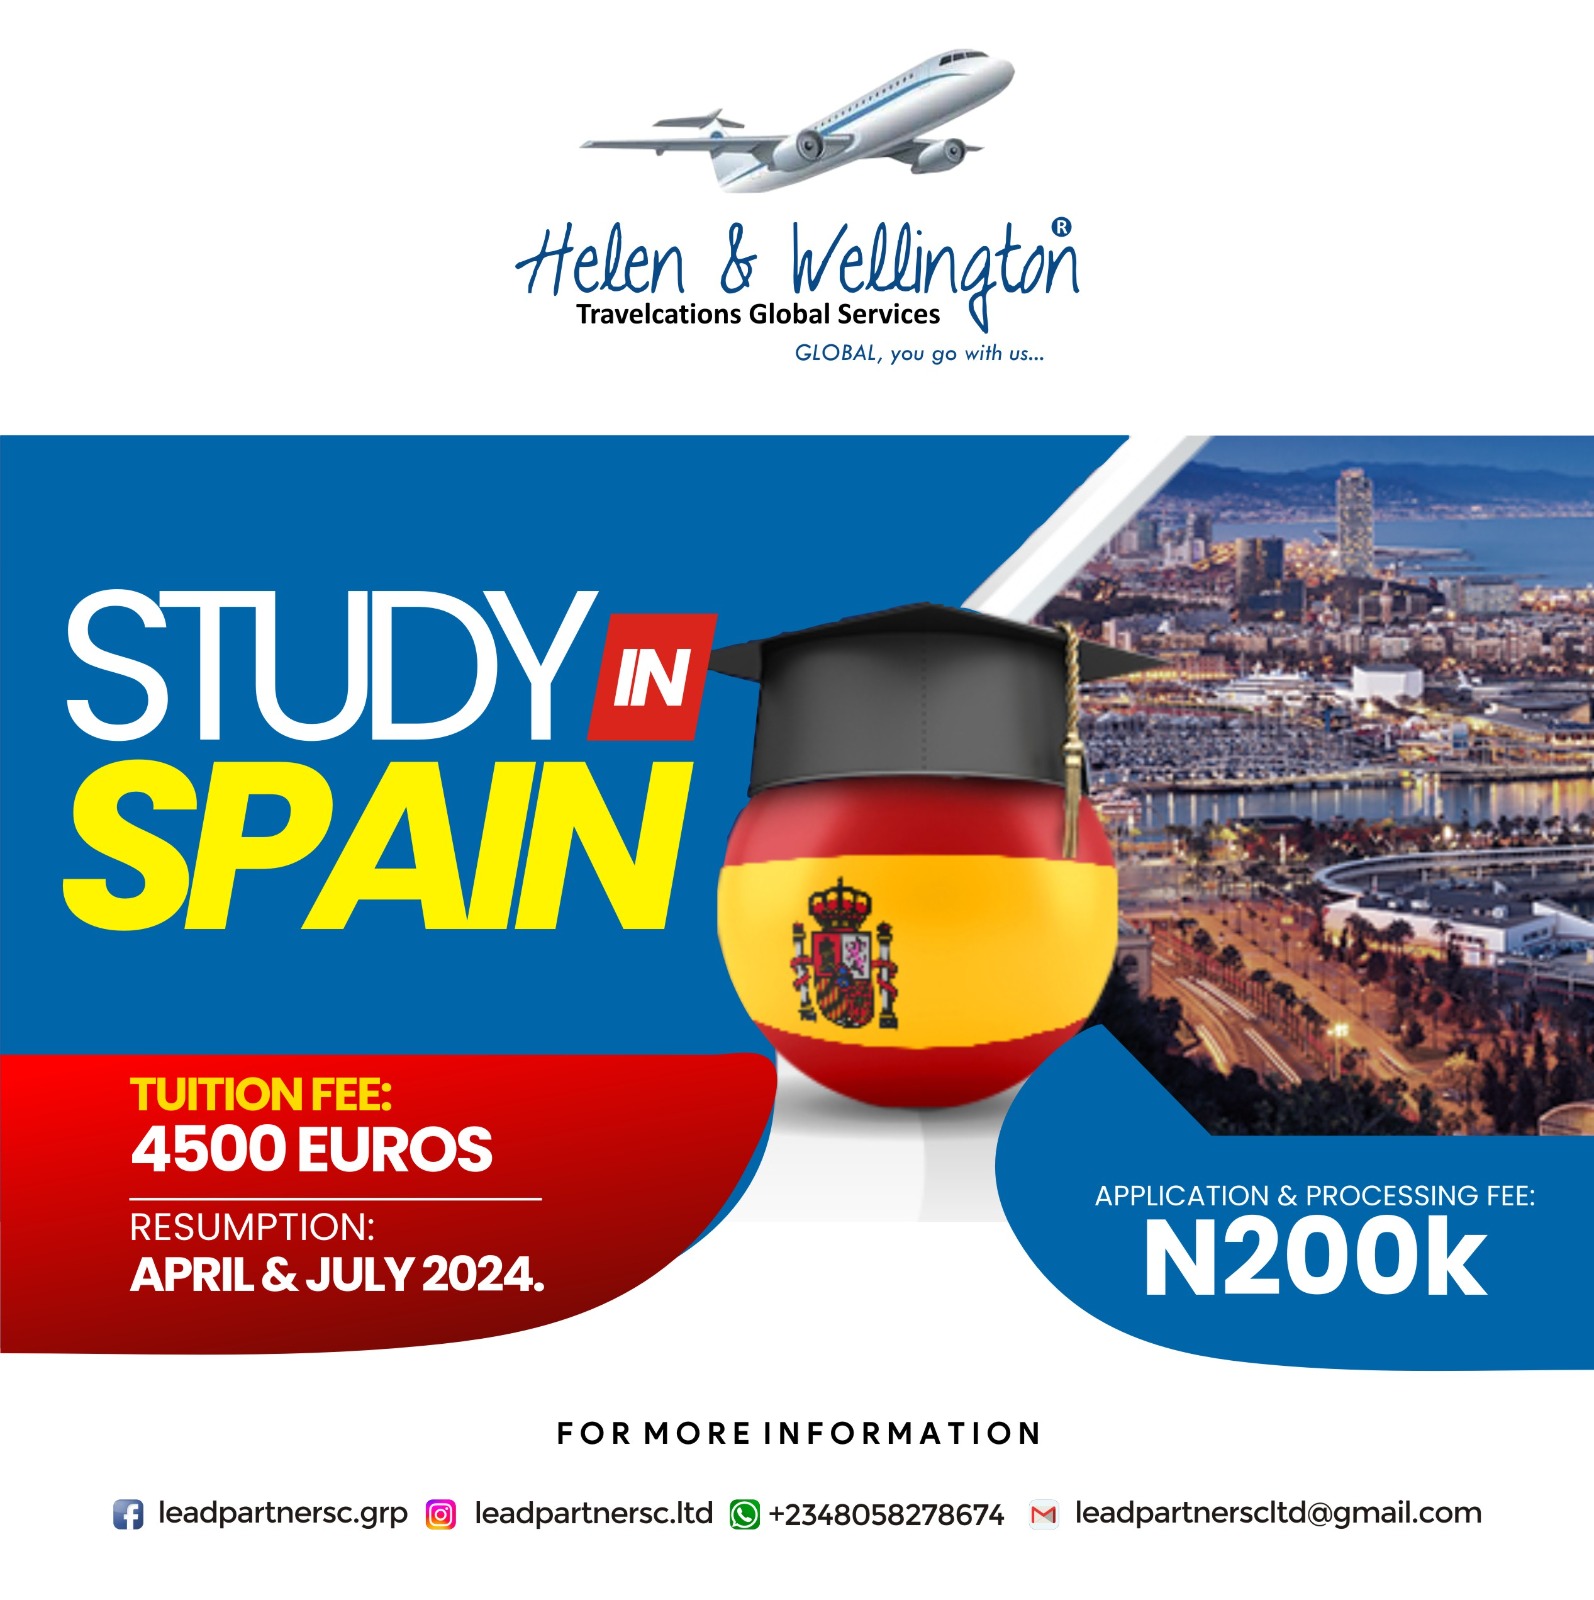 Helen & Wellington®
Travelcations Global Services
GLOBAL, you go with us...
STUDY IN
SPAIN
TUITION FEE:
4500 EUROS
RESUMPTION:
APRIL & JULY 2024.
APPLICATION & PROCESSING FEE:
N200k
FOR MORE INFORMATION
leadpartnersc.grp leadpartnersc.ltd +2348058278674 leadpartnerscltd@gmail.com